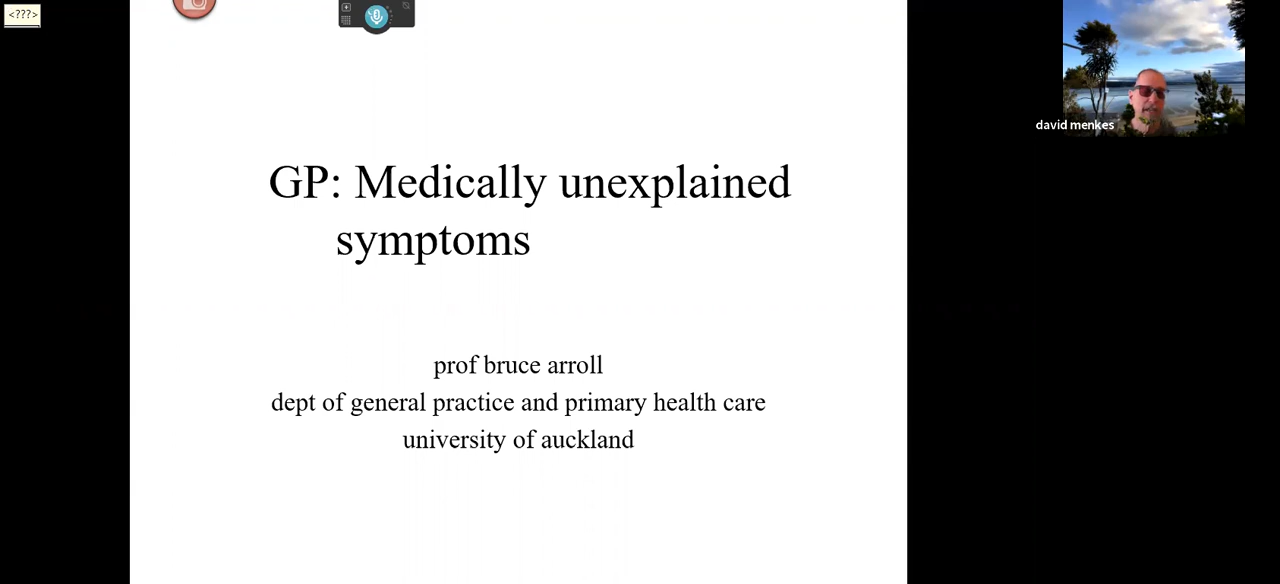 <???>
david menkes
GP: Medically unexplained
symptoms
prof bruce arroll
dept of general practice and primary health care
university of auckland